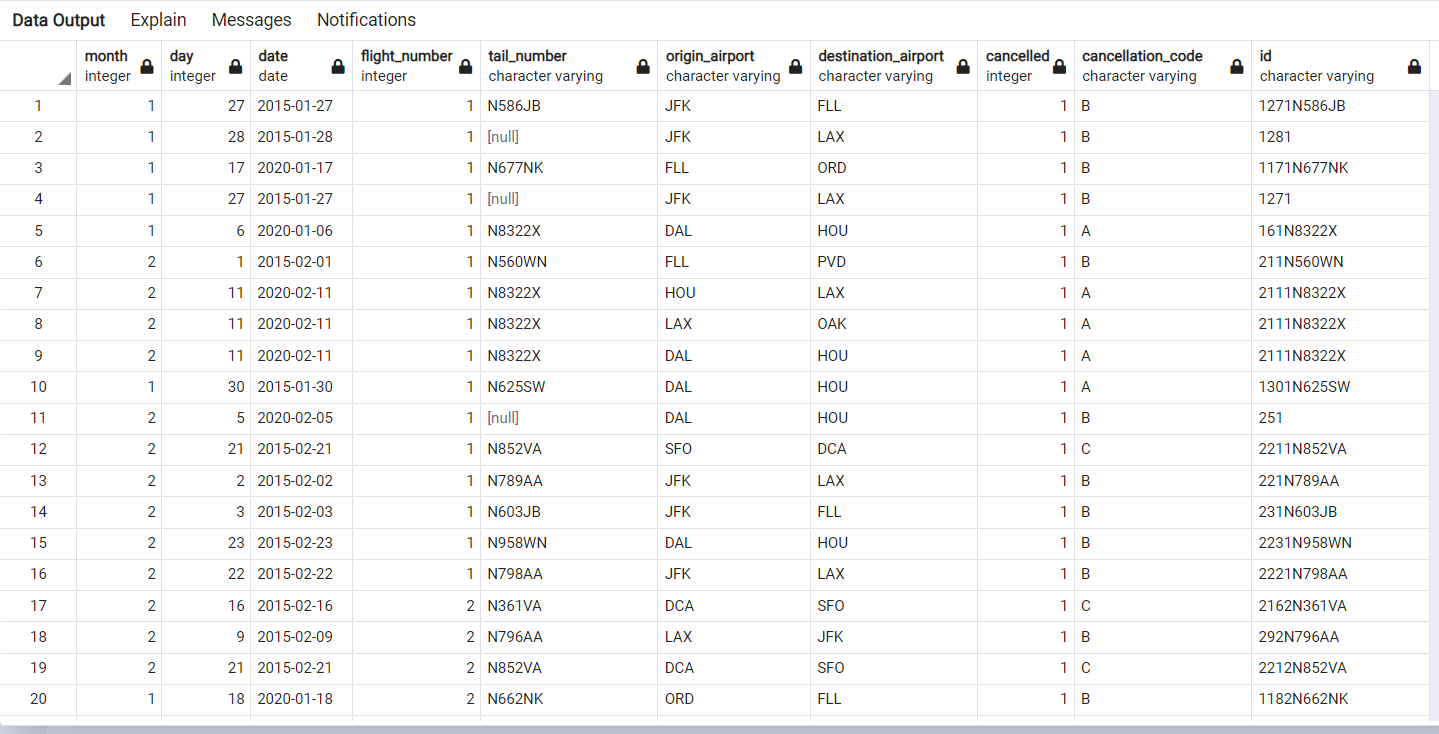 Data Output Explain Messages Notifications
month day date flight_number tail_number origin_airport destination_airport cancelled cancellation_code id
integer integer date integer character varying character varying character varying integer character varying character varying
1 1 27 2015-01-27 1 N586JB JFK FLL 1 B 1271N586JB
2 1 28 2015-01-28 1 [null] JFK LAX 1 B 1281
3 1 17 2020-01-17 1 N677NK FLL ORD 1 B 1171N677NK
4 1 27 2015-01-27 1 [null] JFK LAX 1 B 1271
5 1 6 2020-01-06 1 N8322X DAL HOU 1 A 161N8322X
6 2 1 2015-02-01 1 N560WN FLL PVD 1 B 211N560WN
7 2 11 2020-02-11 1 N8322X HOU LAX 1 A 2111N8322X
8 2 11 2020-02-11 1 N8322X LAX OAK 1 A 2111N8322X
9 2 11 2020-02-11 1 N8322X DAL HOU 1 A 2111N8322X
10 1 30 2015-01-30 1 N625SW DAL HOU 1 A 1301N625SW
11 2 5 2020-02-05 1 [null] DAL HOU 1 B 251
12 2 21 2015-02-21 1 N852VA SFO DCA 1 C 2211N852VA
13 2 2 2015-02-02 1 N789AA JFK LAX 1 B 221N789AA
14 2 3 2015-02-03 1 N603JB JFK FLL 1 B 231N603JB
15 2 23 2015-02-23 1 N958WN DAL HOU 1 B 2231N958WN
16 2 22 2015-02-22 1 N798AA JFK LAX 1 B 2221N798AA
17 2 16 2015-02-16 2 N361VA DCA SFO 1 C 2162N361VA
18 2 9 2015-02-09 2 N796AA LAX JFK 1 B 292N796AA
19 2 21 2015-02-21 2 N852VA DCA SFO 1 C 2212N852VA
20 1 18 2020-01-18 2 N662NK ORD FLL 1 B 1182N662NK